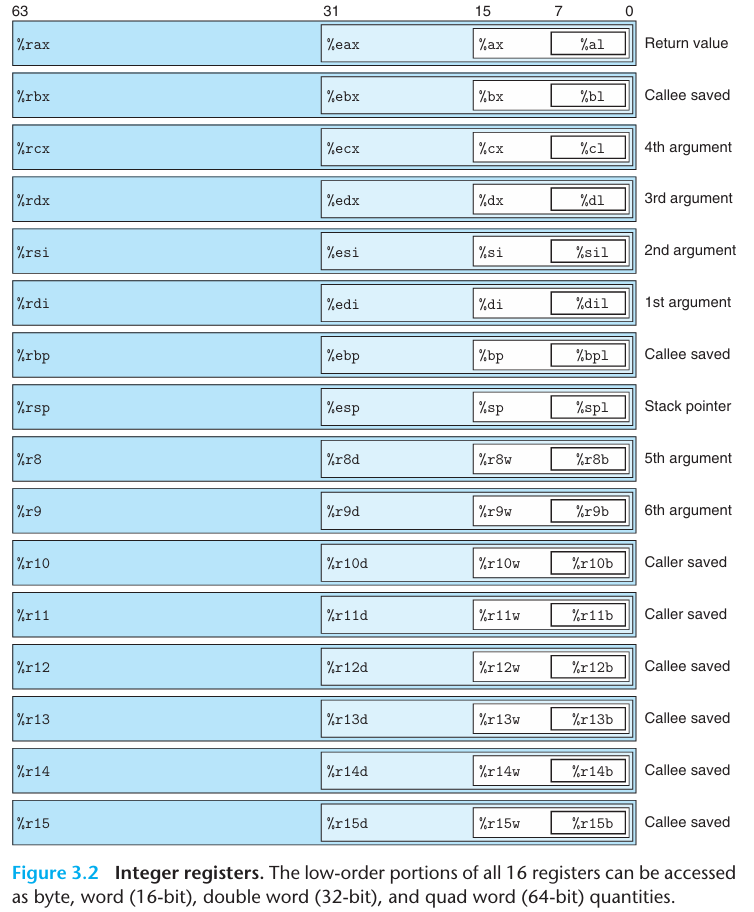 63 31 15 7 0
%rax %eax %ax %al Return value
%rbx %ebx %bx %bl Callee saved
%rcx %ecx %cx %cl 4th argument
%rdx %edx %dx %dl 3rd argument
%rsi %esi %si %sil 2nd argument
%rdi %edi %di %dil 1st argument
%rbp %ebp %bp %bpl Callee saved
%rsp %esp %sp %spl Stack pointer
%r8 %r8d %r8w %r8b 5th argument
%r9 %r9d %r9w %r9b 6th argument
%r10 %r10d %r10w %r10b Caller saved
%r11 %r11d %r11w %r11b Caller saved
%r12 %r12d %r12w %r12b Callee saved
%r13 %r13d %r13w %r13b Callee saved
%r14 %r14d %r14w %r14b Callee saved
%r15 %r15d %r15w %r15b Callee saved
Figure 3.2 Integer registers. The low-order portions of all 16 registers can be accessed
as byte, word (16-bit), double word (32-bit), and quad word (64-bit) quantities.